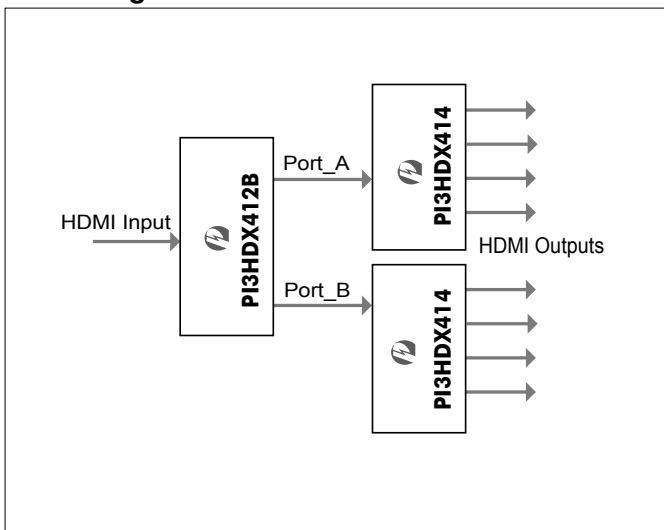 HDMI Input
PI3HDX412B
Port_A
Port_B
PI3HDX414
HDMI Outputs
PI3HDX414